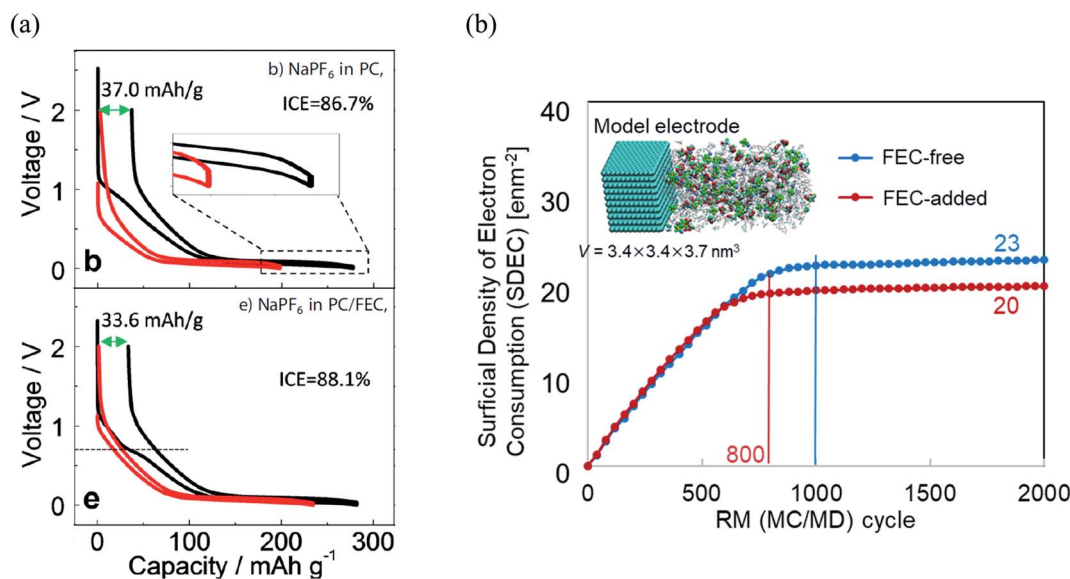 (a)
b) NaPF6 in PC,
37.0 mAh/g
ICE=86.7%
2
1
0
Voltage / V
b
e) NaPF6 in PC/FEC,
33.6 mAh/g
ICE=88.1%
2
1
0
Voltage / V
e
0 100 200 300
Capacity / mAh g-1
(b)
40
30
20
10
0
Surficial Density of Electron
Consumption (SDEC) [emm-2]
Model electrode
V = 3.4×3.4×3.7 nm3
FEC-free
FEC-added
23
20
800
1000
0 500 1000 1500 2000
RM (MC/MD) cycle